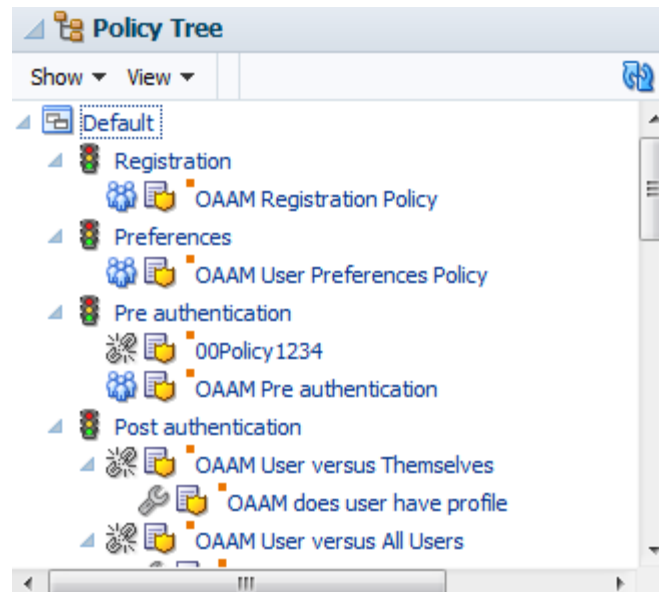 Policy Tree
Show View
Default
Registration
OAAM Registration Policy
Preferences
OAAM User Preferences Policy
Pre authentication
00Policy1234
OAAM Pre authentication
Post authentication
OAAM User versus Themselves
OAAM does user have profile
OAAM User versus All Users